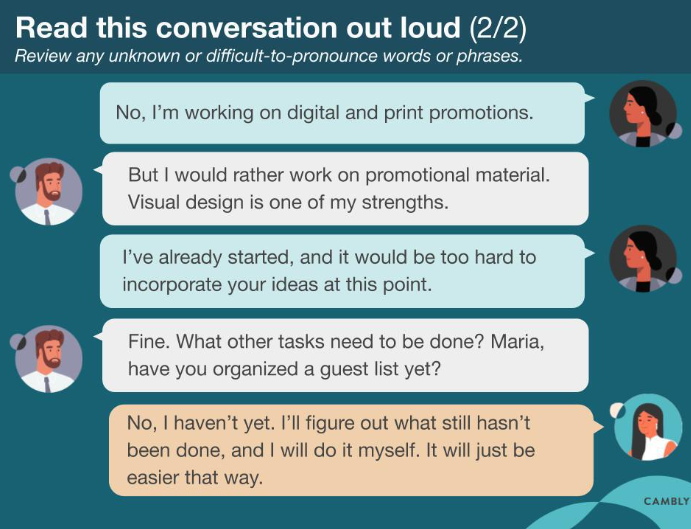 Read this conversation out loud (2/2)
Review any unknown or difficult-to-pronounce words or phrases.
No, I'm working on digital and print promotions.
But I would rather work on promotional material.
Visual design is one of my strengths.
I've already started, and it would be too hard to
incorporate your ideas at this point.
Fine. What other tasks need to be done? Maria,
have you organized a guest list yet?
No, I haven't yet. I'll figure out what still hasn't
been done, and I will do it myself. It will just be
easier that way.
CAMBLY